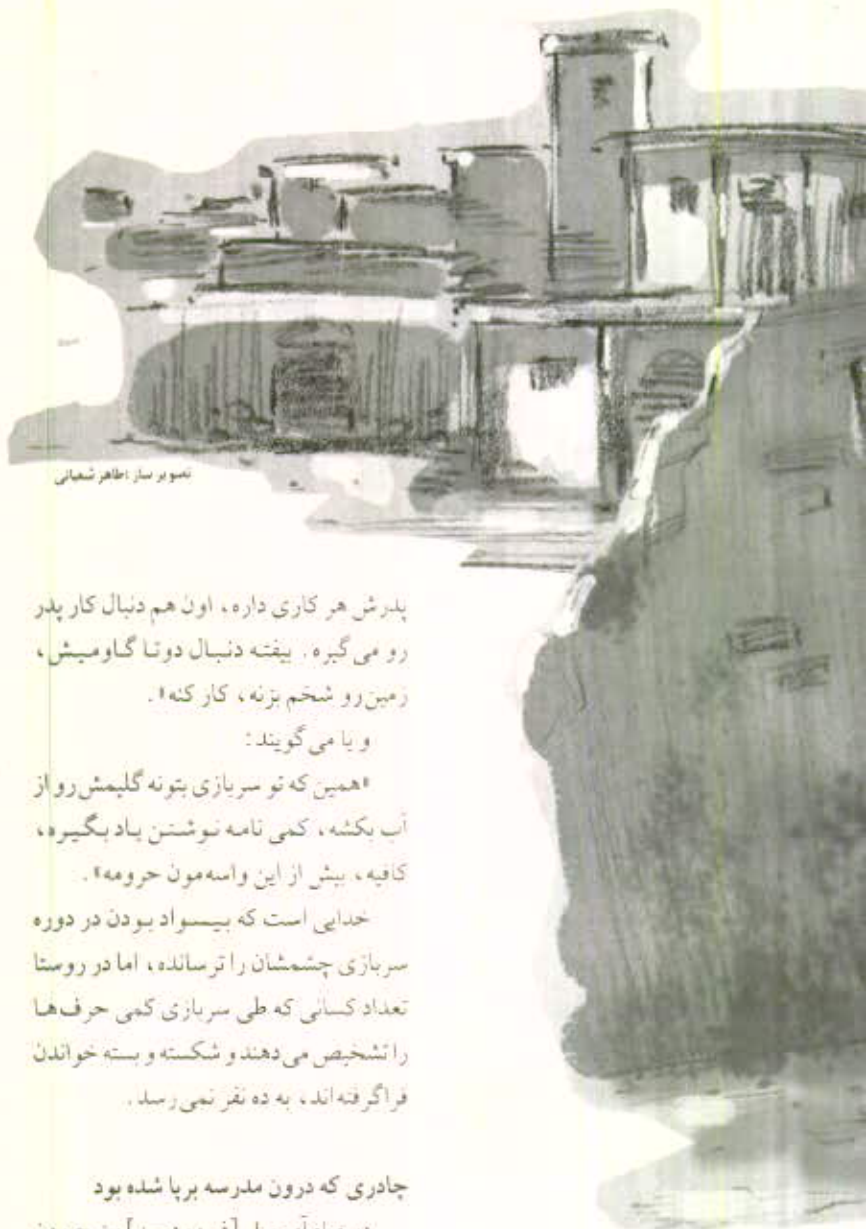 تصویرساز: طاهر شعبانی
پدرش هر کاری داره، اون هم دنبال کار پدر
رو می‌گیره. بیفته دنبال دوتا گاومیش،
زمین‌رو شخم بزنه، کار کنه».
و یا می‌گویند:
«همین که تو سربازی بتونه گلیمش‌رو از
آب بکشه، کمی نامه نوشتن یاد بگیره،
کافیه، بیش از این واسه‌مون حرومه».
خدایی است که بیسواد بودن در دوره
سربازی چشمشان را ترسانده، اما در روستا
تعداد کسانی که طی سربازی کمی حرف‌ها
را تشخیص می‌دهند و شکسته و بسته خواندن
فراگرفته‌اند، به ده نفر نمی‌رسد.
چادری که درون مدرسه برپا شده بود